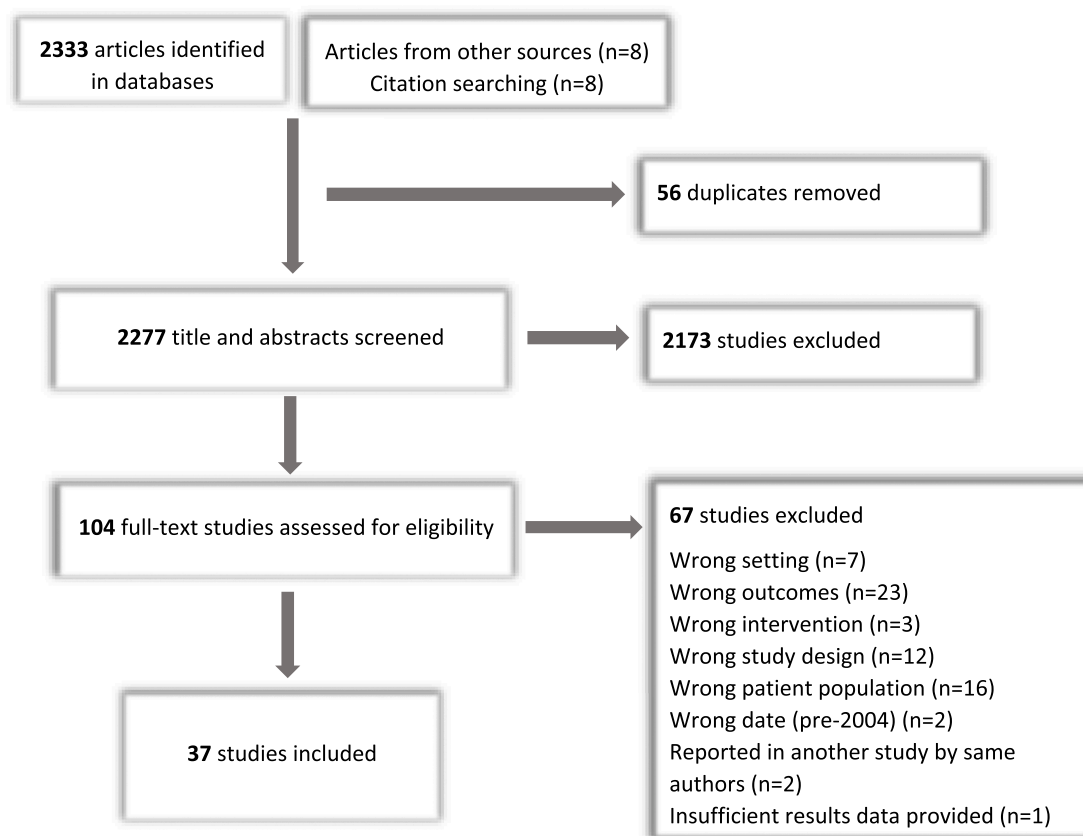 2333 articles identified
in databases
Articles from other sources (n=8)
Citation searching (n=8)
56 duplicates removed
2277 title and abstracts screened
2173 studies excluded
104 full-text studies assessed for eligibility
67 studies excluded
Wrong setting (n=7)
Wrong outcomes (n=23)
Wrong intervention (n=3)
Wrong study design (n=12)
Wrong patient population (n=16)
Wrong date (pre-2004) (n=2)
Reported in another study by same
authors (n=2)
Insufficient results data provided (n=1)
37 studies included